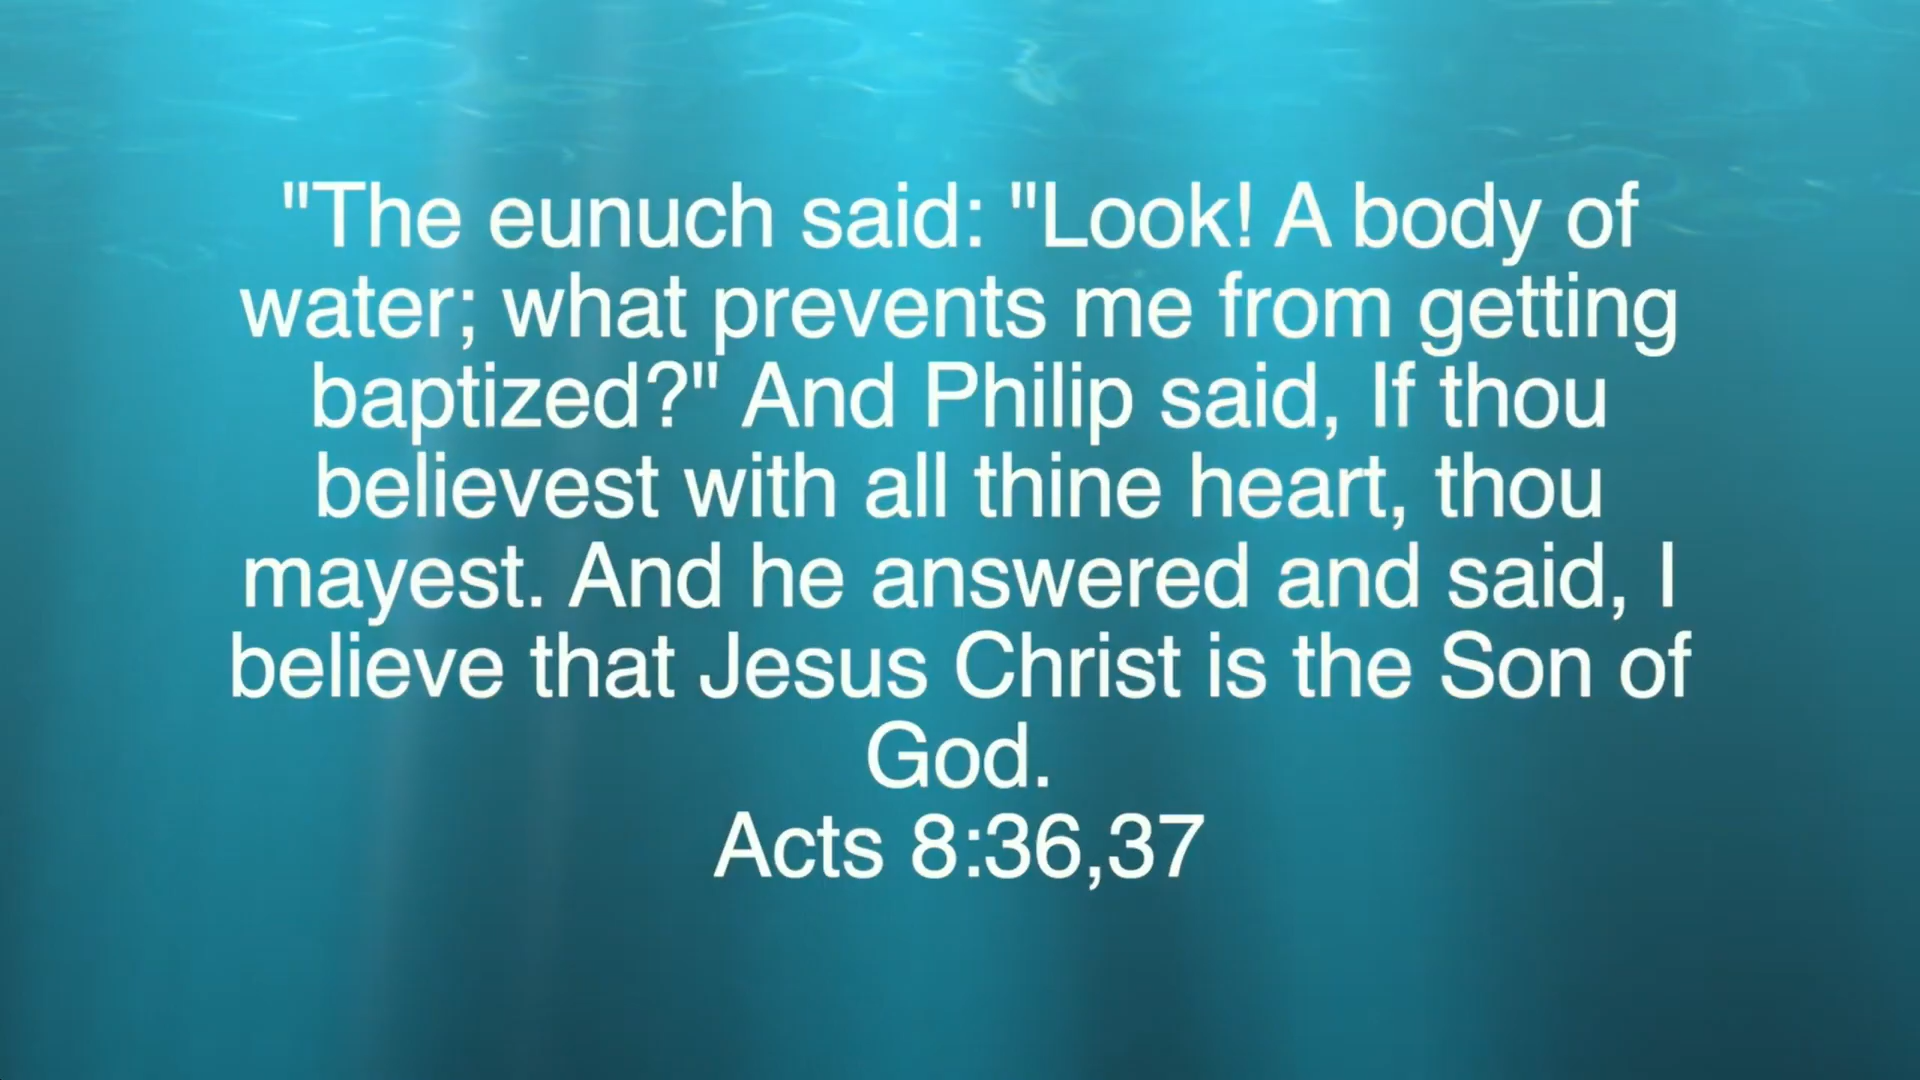 "The eunuch said: "Look! A body of
water; what prevents me from getting
baptized?" And Philip said, If thou
believest with all thine heart, thou
mayest. And he answered and said, I
believe that Jesus Christ is the Son of
God.
Acts 8:36,37